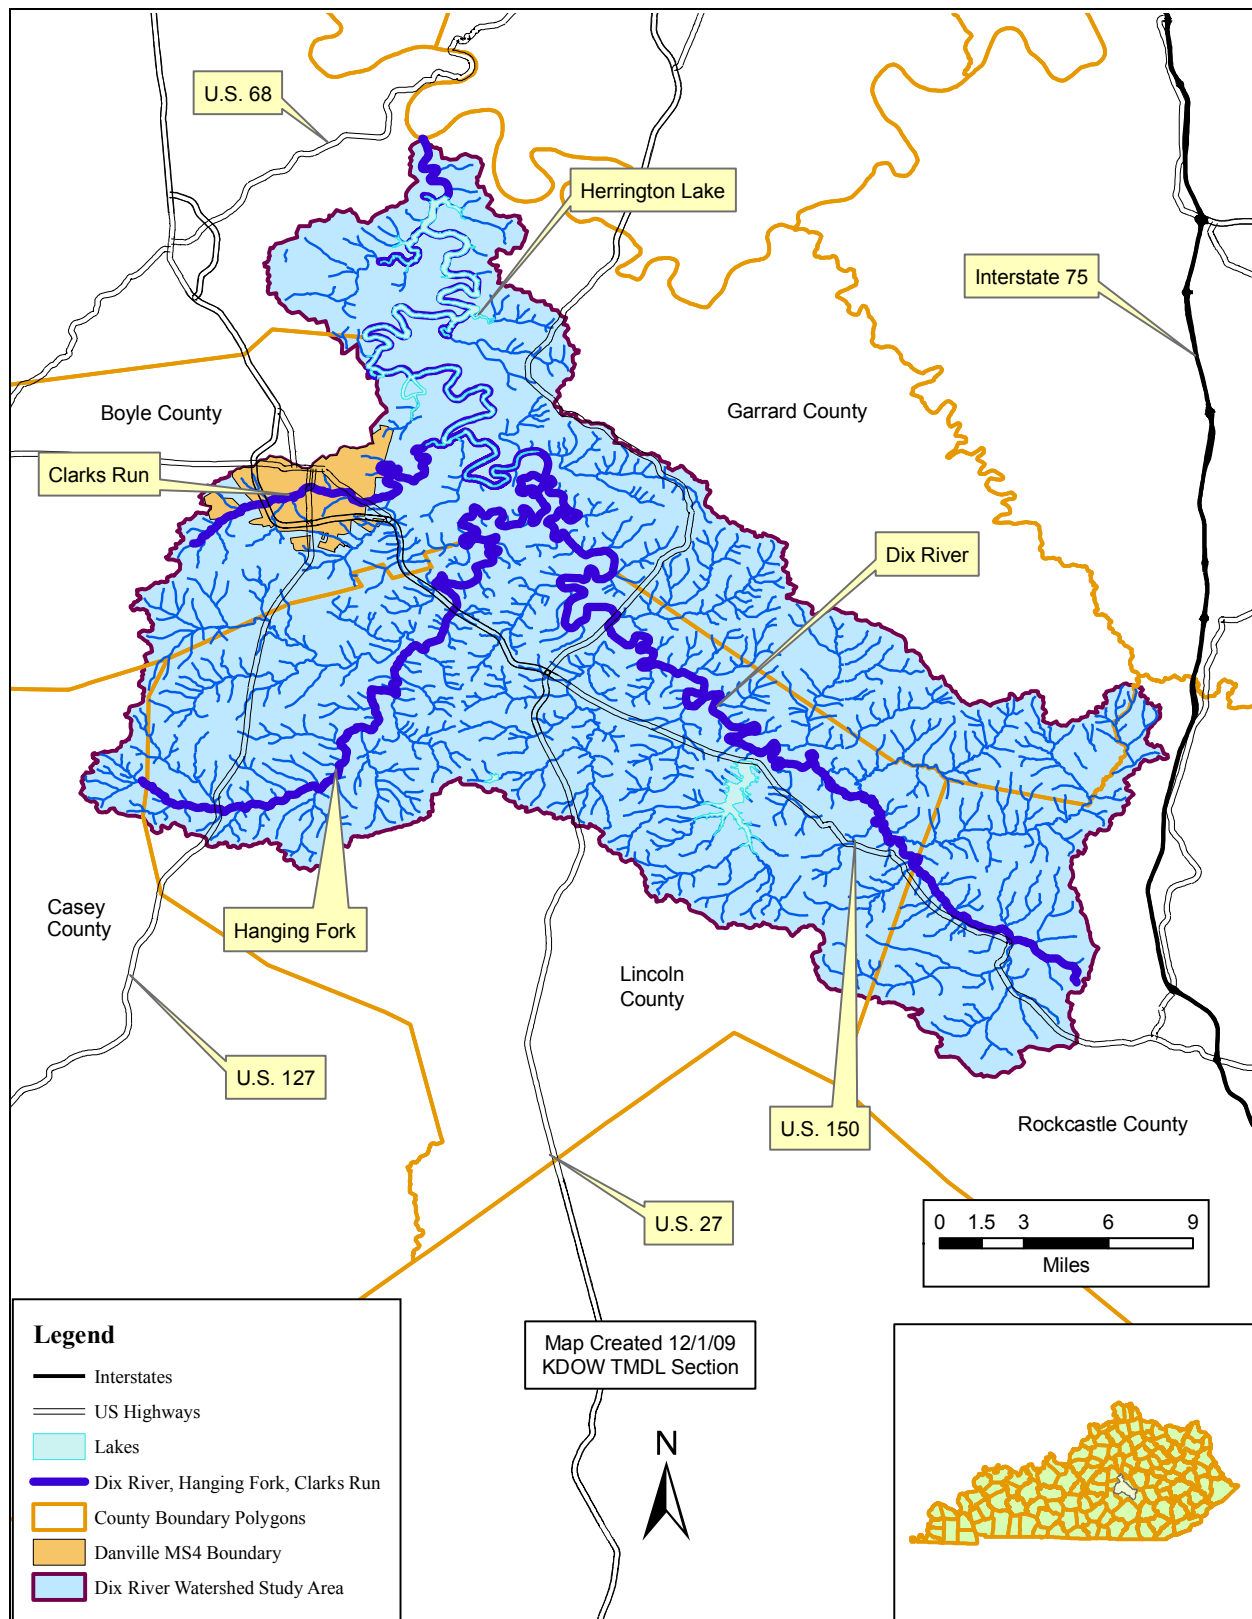 U.S. 68
Herrington Lake
Interstate 75
Boyle County
Garrard County
Clarks Run
Dix River
Casey
County
Hanging Fork
Lincoln
County
U.S. 127
U.S. 150
Rockcastle County
U.S. 27
0 1.5 3 6 9
Miles
Map Created 12/1/09
KDOW TMDL Section
N
Legend
Interstates
US Highways
Lakes
Dix River, Hanging Fork, Clarks Run
County Boundary Polygons
Danville MS4 Boundary
Dix River Watershed Study Area